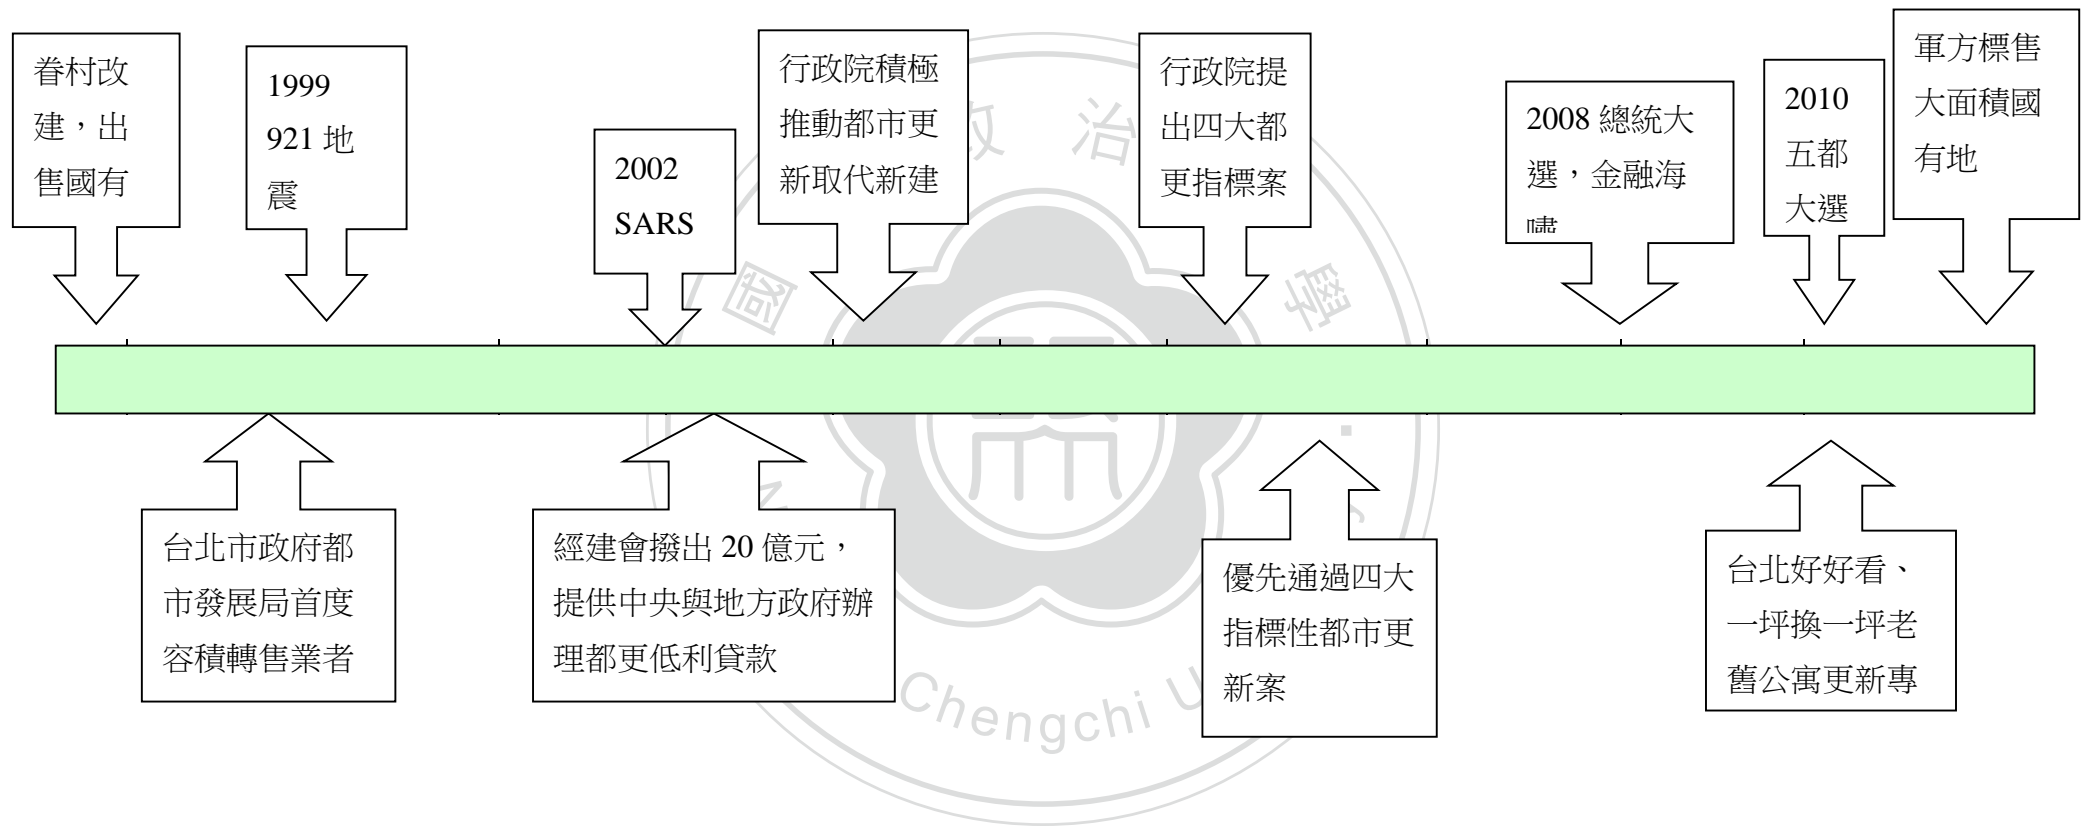 眷村改
建，出
售國有
1999
921 地
震
2002
SARS
行政院積極
推動都市更
新取代新建
行政院提
出四大都
更指標案
2008 總統大
選，金融海
嘯
2010
五都
大選
軍方標售
大面積國
有地
台北市政府都
市發展局首度
容積轉售業者
經建會撥出 20 億元，
提供中央與地方政府辦
理都更低利貸款
優先通過四大
指標性都市更
新案
台北好好看、
一坪換一坪老
舊公寓更新專
國 政 治 學
Chengchi U